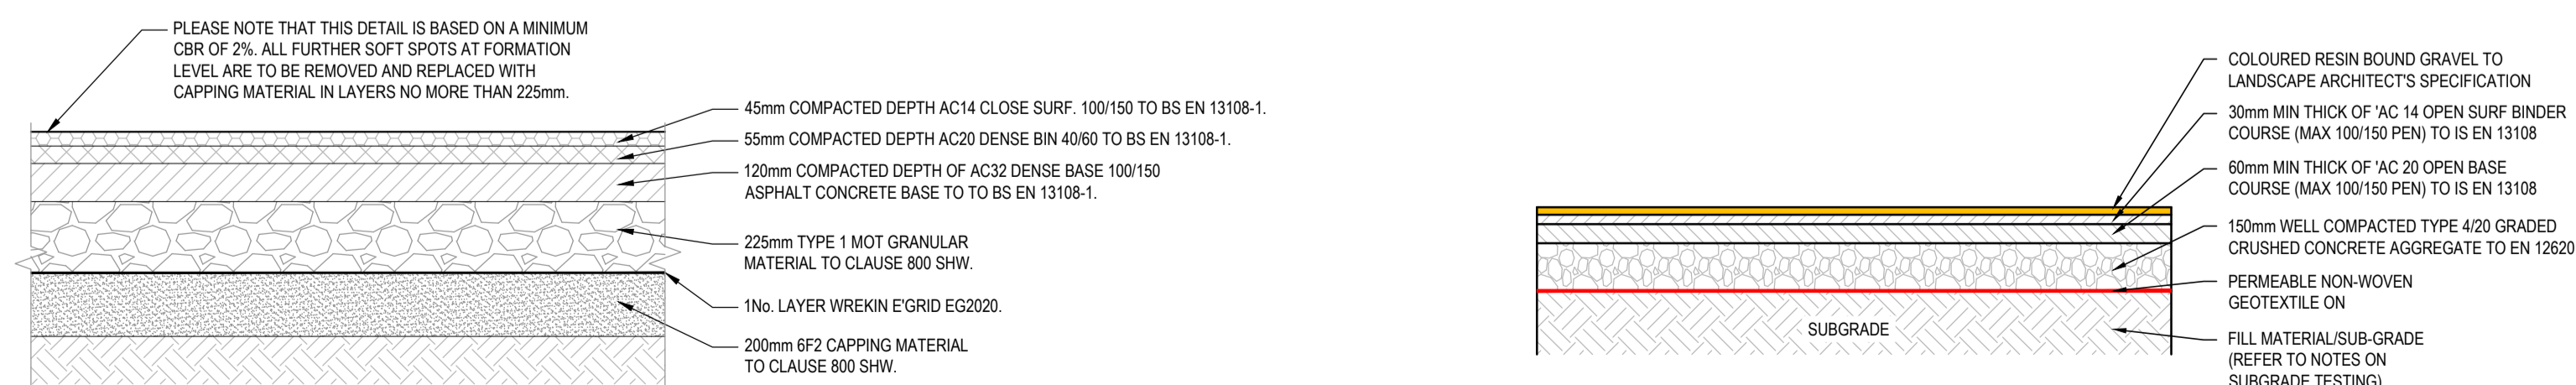 PLEASE NOTE THAT THIS DETAIL IS BASED ON A MINIMUM
CBR OF 2%. ALL FURTHER SOFT SPOTS AT FORMATION
LEVEL ARE TO BE REMOVED AND REPLACED WITH
CAPPING MATERIAL IN LAYERS NO MORE THAN 225mm.
45mm COMPACTED DEPTH AC14 CLOSE SURF. 100/150 TO BS EN 13108-1.
55mm COMPACTED DEPTH AC20 DENSE BIN 40/60 TO BS EN 13108-1.
120mm COMPACTED DEPTH OF AC32 DENSE BASE 100/150
ASPHALT CONCRETE BASE TO TO BS EN 13108-1.
225mm TYPE 1 MOT GRANULAR
MATERIAL TO CLAUSE 800 SHW.
1No. LAYER WREKIN E'GRID EG2020.
200mm 6F2 CAPPING MATERIAL
TO CLAUSE 800 SHW.
COLOURED RESIN BOUND GRAVEL TO
LANDSCAPE ARCHITECT'S SPECIFICATION
30mm MIN THICK OF 'AC 14 OPEN SURF BINDER
COURSE (MAX 100/150 PEN) TO IS EN 13108
60mm MIN THICK OF 'AC 20 OPEN BASE
COURSE (MAX 100/150 PEN) TO IS EN 13108
150mm WELL COMPACTED TYPE 4/20 GRADED
CRUSHED CONCRETE AGGREGATE TO EN 12620
PERMEABLE NON-WOVEN
GEOTEXTILE ON
SUBGRADE
FILL MATERIAL/SUB-GRADE
(REFER TO NOTES ON
SUBGRADE TESTING)